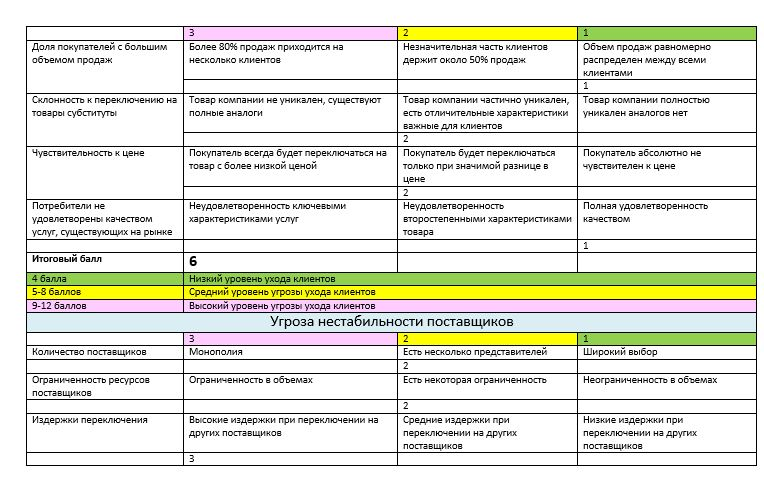 3 2 1
Доля покупателей с большим объемом продаж
Более 80% продаж приходится на несколько клиентов
Незначительная часть клиентов держит около 50% продаж
Объем продаж равномерно распределен между всеми клиентами
1
Склонность к переключению на товары субституты
Товар компании не уникален, существуют полные аналоги
Товар компании частично уникален, есть отличительные характеристики важные для клиентов
Товар компании полностью уникален аналогов нет
2
Чувствительность к цене
Покупатель всегда будет переключаться на товар с более низкой ценой
Покупатель будет переключаться только при значимой разнице в цене
Покупатель абсолютно не чувствителен к цене
2
Потребители не удовлетворены качеством услуг, существующих на рынке
Неудовлетворенность ключевыми характеристиками услуг
Неудовлетворенность второстепенными характеристиками товара
Полная удовлетворенность качеством
1
Итоговый балл 6
4 балла Низкий уровень ухода клиентов
5-8 баллов Средний уровень угрозы ухода клиентов
9-12 баллов Высокий уровень угрозы ухода клиентов
Угроза нестабильности поставщиков
3 2 1
Количество поставщиков Монополия Есть несколько представителей Широкий выбор
2
Ограниченность ресурсов поставщиков
Ограниченность в объемах
Есть некоторая ограниченность
Неограниченность в объемах
2
Издержки переключения
Высокие издержки при переключении на других поставщиков
Средние издержки при переключении на других поставщиков
Низкие издержки при переключении на других поставщиков
3